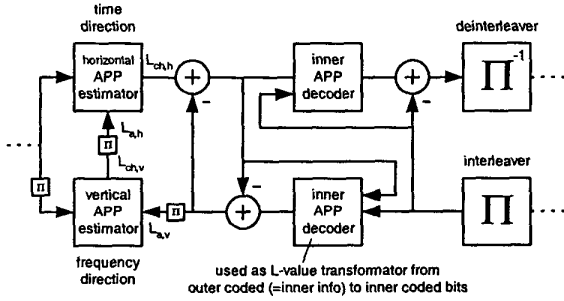 time
direction
deinterleaver
horizontal
APP
estimator
L_ch,h
+
-
inner
APP
decoder
+
-
Π^-1
L_a,h
π
L_ch,v
π
interleaver
vertical
APP
estimator
π
L_a,v
-
+
inner
APP
decoder
Π
frequency
direction
used as L-value transformator from
outer coded (=inner info) to inner coded bits